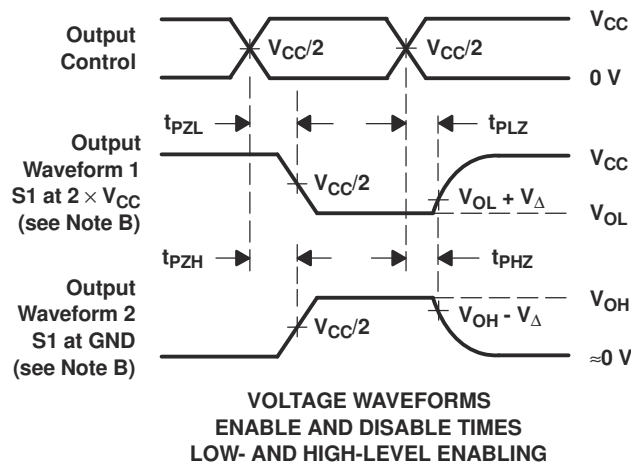 Output
Control
V_CC/2
V_CC/2
V_CC
0 V
t_PZL
t_PLZ
Output
Waveform 1
S1 at 2 × V_CC
(see Note B)
V_CC/2
V_CC
V_OL + V_Δ
V_OL
t_PZH
t_PHZ
Output
Waveform 2
S1 at GND
(see Note B)
V_CC/2
V_OH
V_OH - V_Δ
≈0 V
VOLTAGE WAVEFORMS
ENABLE AND DISABLE TIMES
LOW- AND HIGH-LEVEL ENABLING